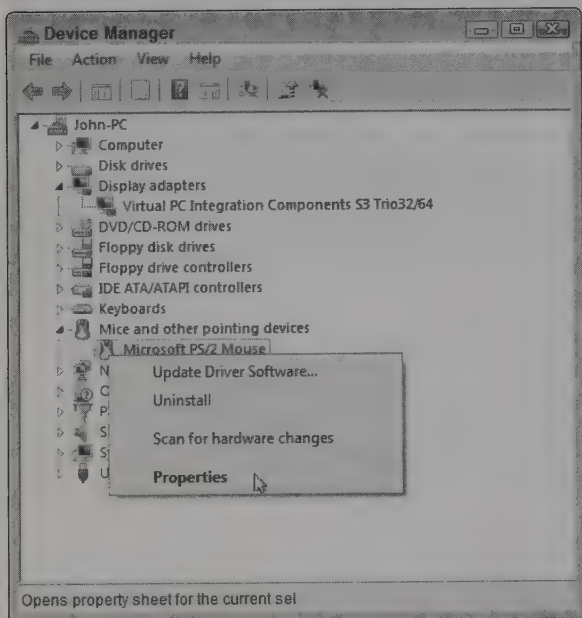 Device Manager
File Action View Help
John-PC
Computer
Disk drives
Display adapters
Virtual PC Integration Components S3 Trio32/64
DVD/CD-ROM drives
Floppy disk drives
Floppy drive controllers
IDE ATA/ATAPI controllers
Keyboards
Mice and other pointing devices
Microsoft PS/2 Mouse
N
P
S
S
U
Update Driver Software...
Uninstall
Scan for hardware changes
Properties
Opens property sheet for the current sel